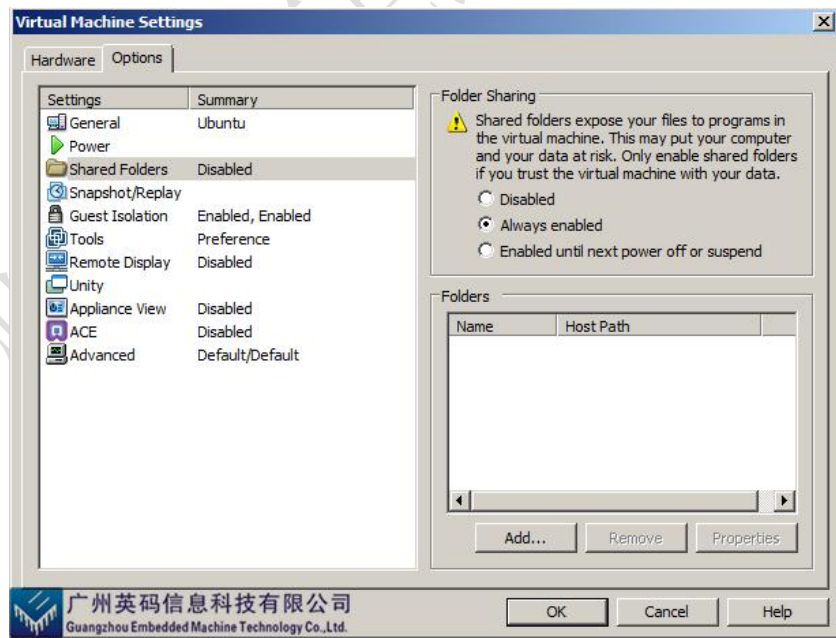 Virtual Machine Settings
Hardware Options
Settings Summary
General Ubuntu
Power
Shared Folders Disabled
Snapshot/Replay
Guest Isolation Enabled, Enabled
Tools Preference
Remote Display Disabled
Unity
Appliance View Disabled
ACE Disabled
Advanced Default/Default
Folder Sharing
Shared folders expose your files to programs in
the virtual machine. This may put your computer
and your data at risk. Only enable shared folders
if you trust the virtual machine with your data.
Disabled
Always enabled
Enabled until next power off or suspend
Folders
Name Host Path
Add... Remove Properties
广州英码信息科技有限公司
Guangzhou Embedded Machine Technology Co.,Ltd.
OK Cancel Help